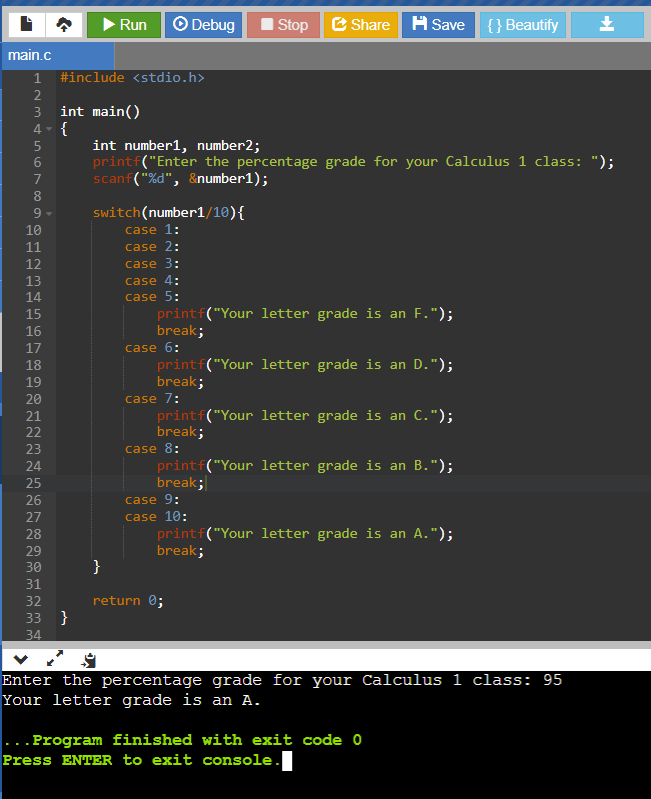 Run Debug Stop Share Save { } Beautify
main.c
1 #include <stdio.h>
2
3 int main()
4 {
5     int number1, number2;
6     printf("Enter the percentage grade for your Calculus 1 class: ");
7     scanf("%d", &number1);
8
9     switch(number1/10){
10         case 1:
11         case 2:
12         case 3:
13         case 4:
14         case 5:
15             printf("Your letter grade is an F.");
16             break;
17         case 6:
18             printf("Your letter grade is an D.");
19             break;
20         case 7:
21             printf("Your letter grade is an C.");
22             break;
23         case 8:
24             printf("Your letter grade is an B.");
25             break;
26         case 9:
27         case 10:
28             printf("Your letter grade is an A.");
29             break;
30     }
31
32     return 0;
33 }
34
Enter the percentage grade for your Calculus 1 class: 95
Your letter grade is an A.
...Program finished with exit code 0
Press ENTER to exit console.